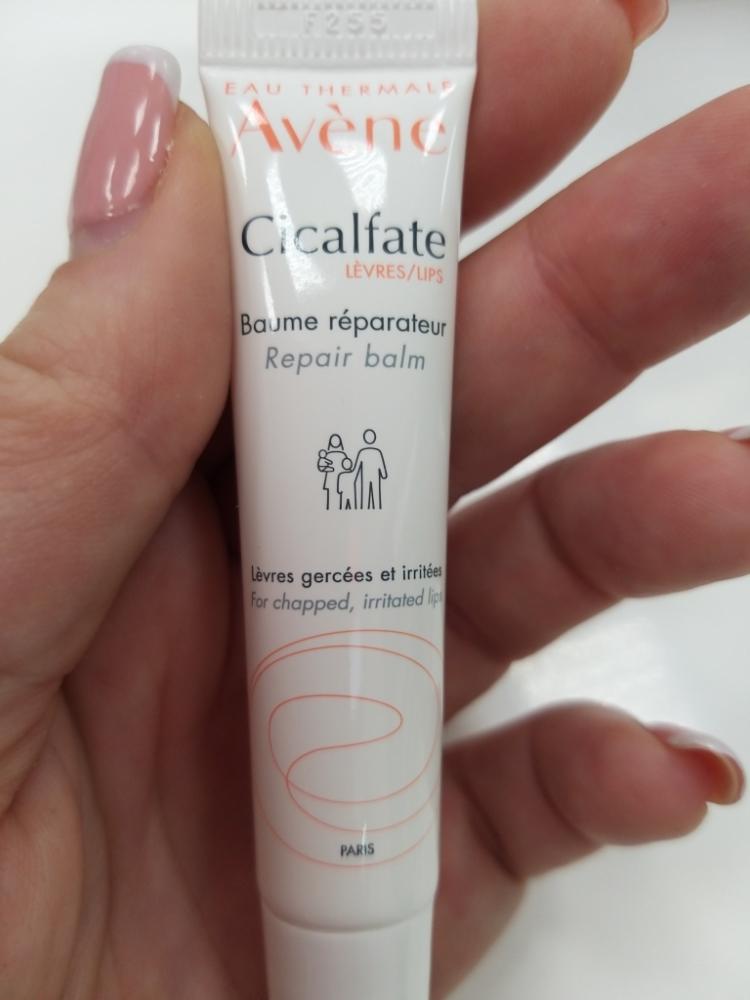 F255
EAU THERMALE
Avène
Cicalfate
LÈVRES/LIPS
Baume réparateur
Repair balm
Lèvres gercées et irritées
For chapped, irritated lips
PARIS